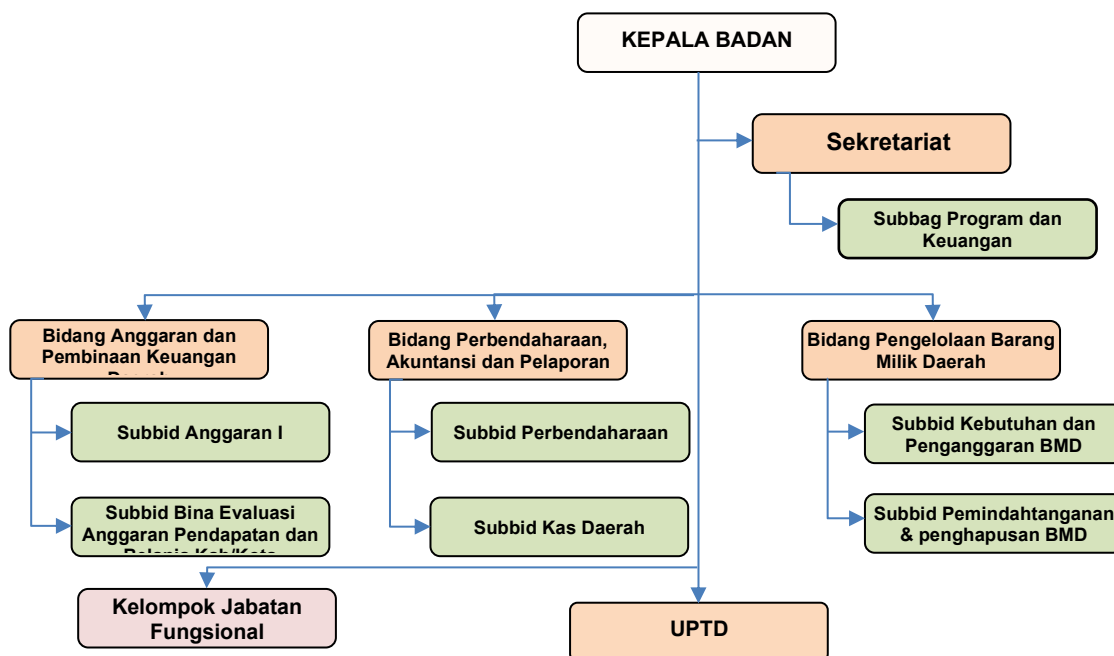 KEPALA BADAN
Sekretariat
Subbag Program dan
Keuangan
Bidang Anggaran dan
Pembinaan Keuangan
Bidang Perbendaharaan,
Akuntansi dan Pelaporan
Bidang Pengelolaan Barang
Milik Daerah
Subbid Anggaran I
Subbid Perbendaharaan
Subbid Kebutuhan dan
Penganggaran BMD
Subbid Bina Evaluasi
Anggaran Pendapatan dan
Subbid Kas Daerah
Subbid Pemindahtanganan
& penghapusan BMD
Kelompok Jabatan
Fungsional
UPTD